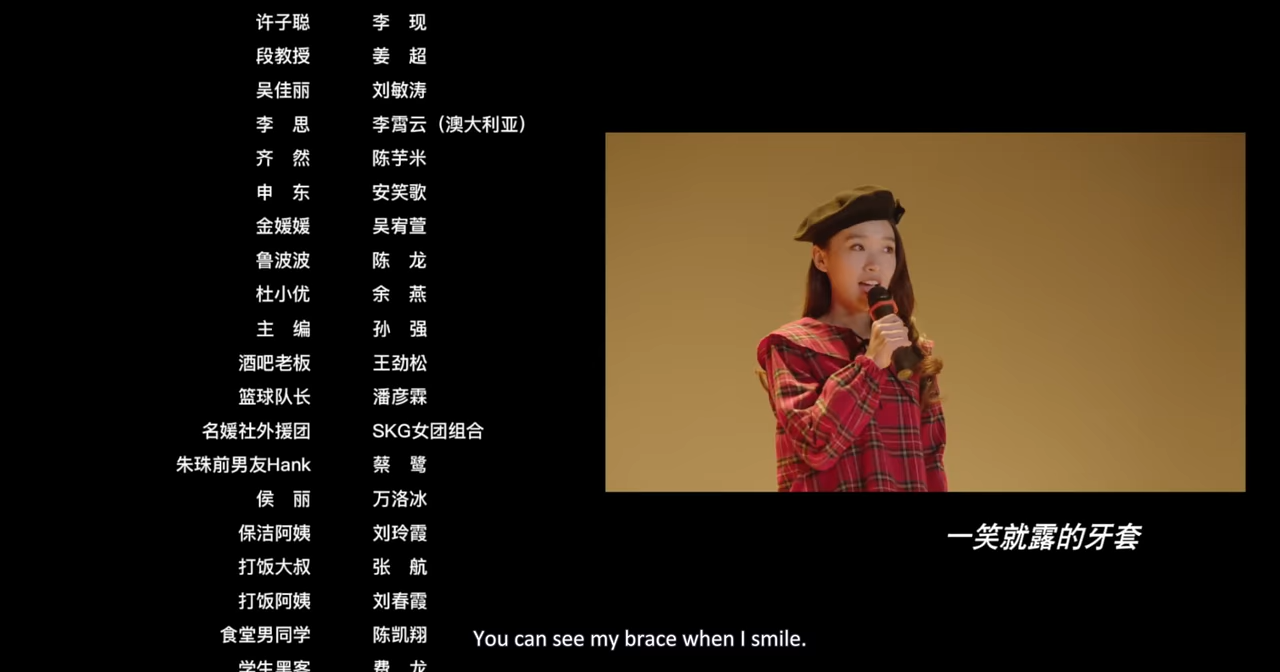 许子聪 李 现
段教授 姜 超
吴佳丽 刘敏涛
李 思 李霄云（澳大利亚）
齐 然 陈芋米
申 东 安笑歌
金媛媛 吴宥萱
鲁波波 陈 龙
杜小优 余 燕
主 编 孙 强
酒吧老板 王劲松
篮球队长 潘彦霖
名媛社外援团 SKG女团组合
朱珠前男友Hank 蔡 鹭
侯 丽 万洛冰
保洁阿姨 刘玲霞
打饭大叔 张 航
打饭阿姨 刘春霞
食堂男同学 陈凯翔
学生黑客 费 龙
一笑就露的牙套
You can see my brace when I smile.